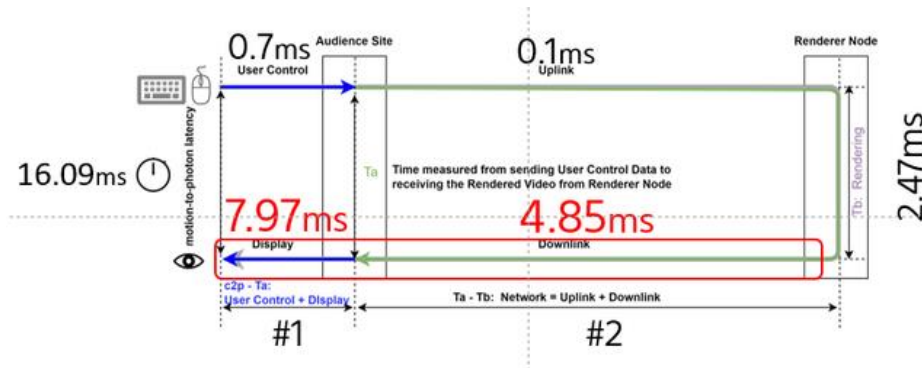 0.7ms
Audience Site
0.1ms
Renderer Node
User Control
Uplink
motion-to-photon latency
16.09ms
Ta
Time measured from sending User Control Data to
receiving the Rendered Video from Renderer Node
Tb: Rendering
2.47ms
7.97ms
4.85ms
Display
Downlink
c2p - Ta:
User Control + DIsplay
Ta - Tb: Network = Uplink + Downlink
#1
#2